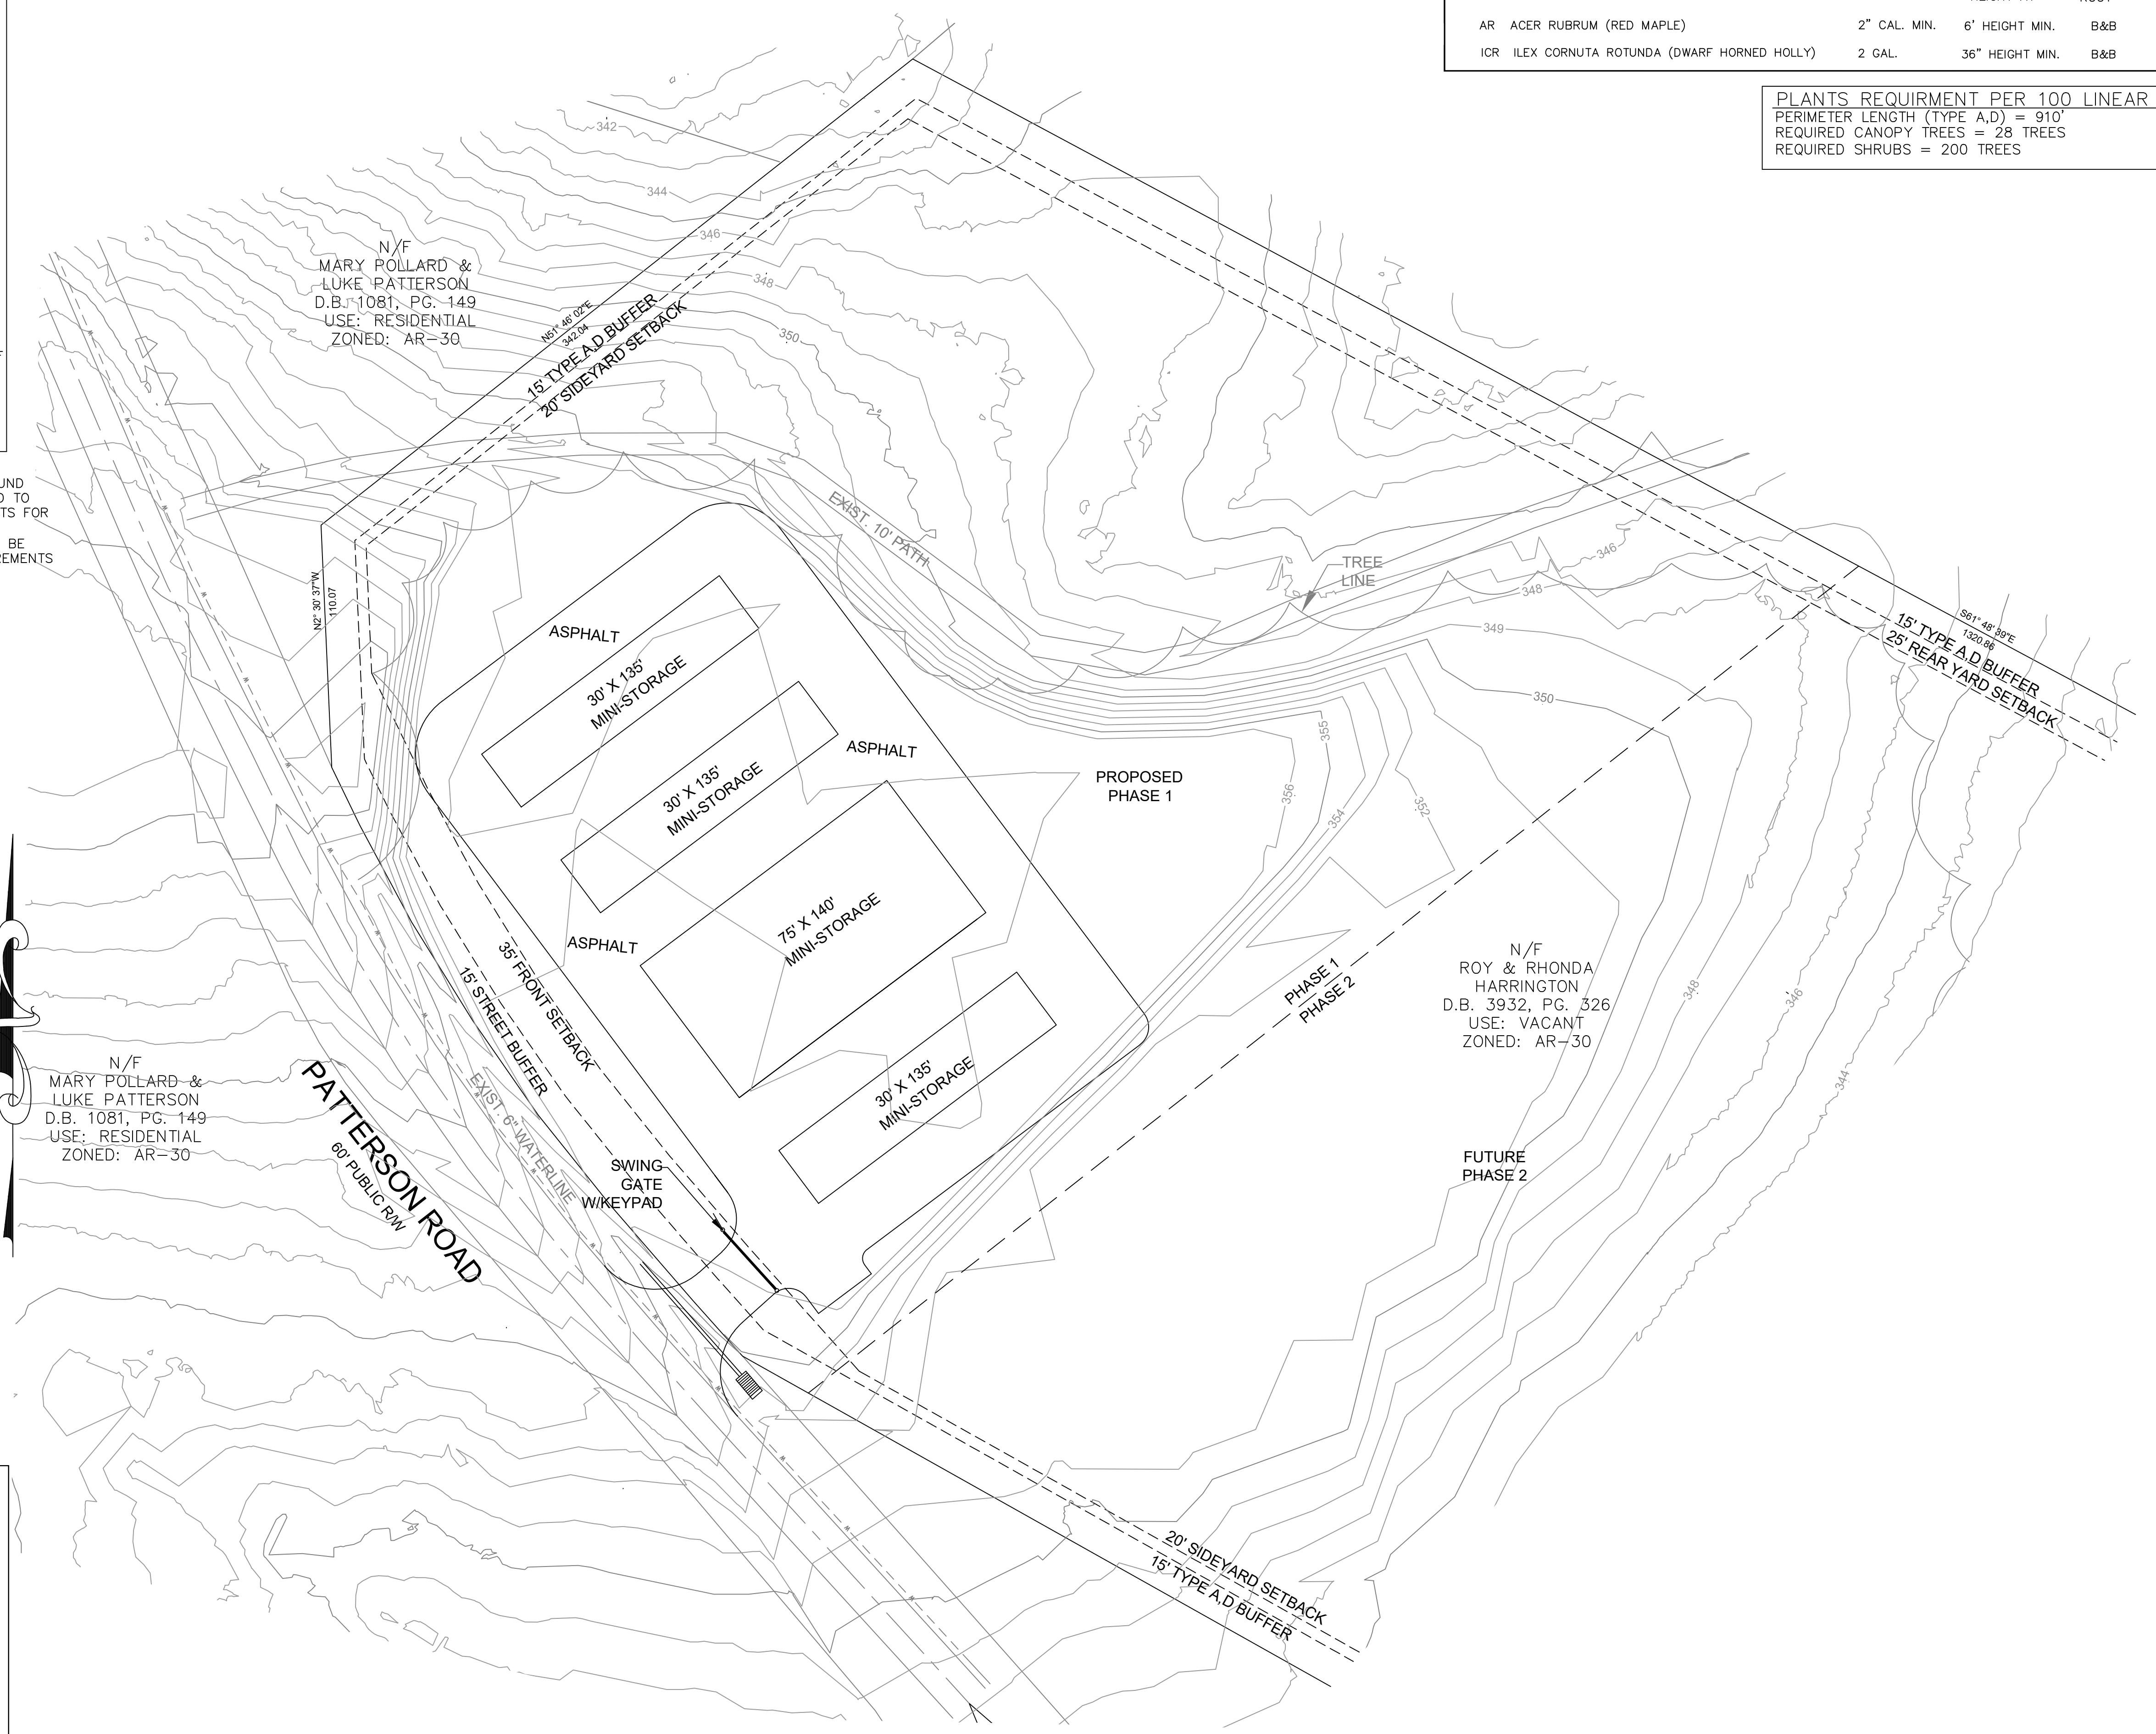 AR ACER RUBRUM (RED MAPLE) 2" CAL. MIN. 6' HEIGHT MIN. B&B
ICR ILEX CORNUTA ROTUNDA (DWARF HORNED HOLLY) 2 GAL. 36" HEIGHT MIN. B&B
PLANTS REQUIRMENT PER 100 LINEAR
PERIMETER LENGTH (TYPE A,D) = 910'
REQUIRED CANOPY TREES = 28 TREES
REQUIRED SHRUBS = 200 TREES
342
344
346
348
350
N/F
MARY POLLARD &
LUKE PATTERSON
D.B. 1081, PG. 149
USE: RESIDENTIAL
ZONED: AR-30
N51° 46' 02"E
342.04
15' TYPE A,D BUFFER
20' SIDEYARD SETBACK
TS FOR
BE
EXIST. 10' PATH
TREE
LINE
346
348
349
350
S61° 48' 39"E
1320.86
15' TYPE A,D BUFFER
25' REAR YARD SETBACK
N2° 30' 37"W
110.07
ASPHALT
30' X 135'
MINI-STORAGE
30' X 135'
MINI-STORAGE
ASPHALT
PROPOSED
PHASE 1
355
356
354
352
75' X 140'
MINI-STORAGE
ASPHALT
35' FRONT SETBACK
15' STREET BUFFER
PHASE 1
PHASE 2
N/F
ROY & RHONDA
HARRINGTON
D.B. 3932, PG. 326
USE: VACANT
ZONED: AR-30
348
346
344
30' X 135'
MINI-STORAGE
N/F
MARY POLLARD &
LUKE PATTERSON
D.B. 1081, PG. 149
USE: RESIDENTIAL
ZONED: AR-30
PATTERSON ROAD
60' PUBLIC R/W
EXIST. 6" WATERLINE
SWING
GATE
W/KEYPAD
FUTURE
PHASE 2
20' SIDEYARD SETBACK
15' TYPE A,D BUFFER